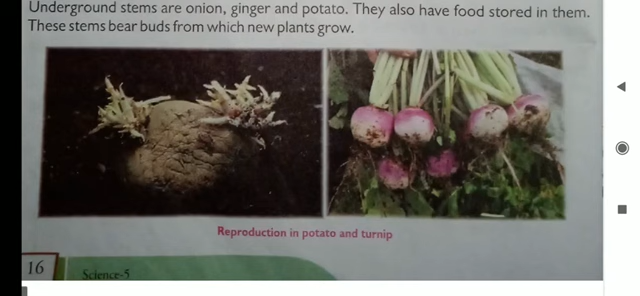 Underground stems are onion, ginger and potato. They also have food stored in them.
These stems bear buds from which new plants grow.
Reproduction in potato and turnip
16
Science-5